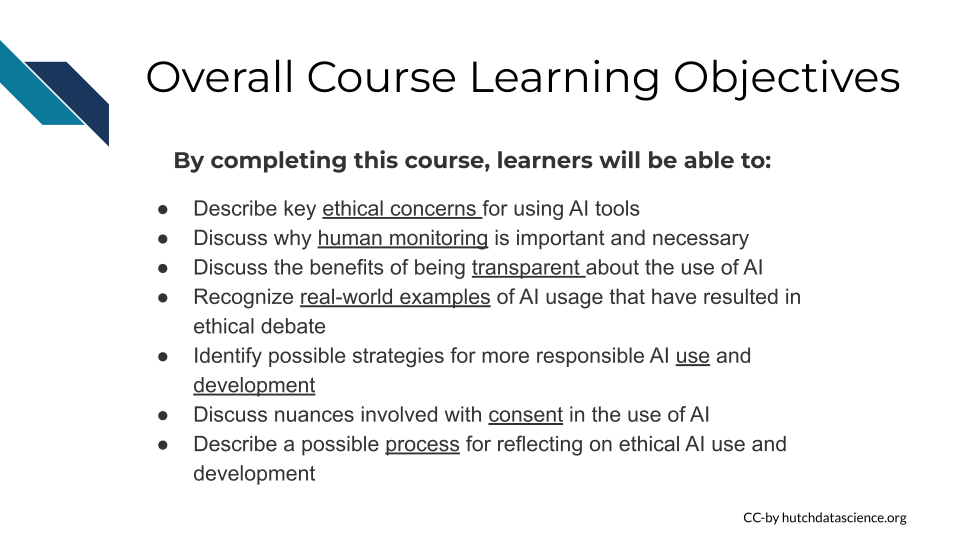 Overall Course Learning Objectives
By completing this course, learners will be able to:
● Describe key ethical concerns for using AI tools
● Discuss why human monitoring is important and necessary
● Discuss the benefits of being transparent about the use of AI
● Recognize real-world examples of AI usage that have resulted in
ethical debate
● Identify possible strategies for more responsible AI use and
development
● Discuss nuances involved with consent in the use of AI
● Describe a possible process for reflecting on ethical AI use and
development
CC-by hutchdatascience.org